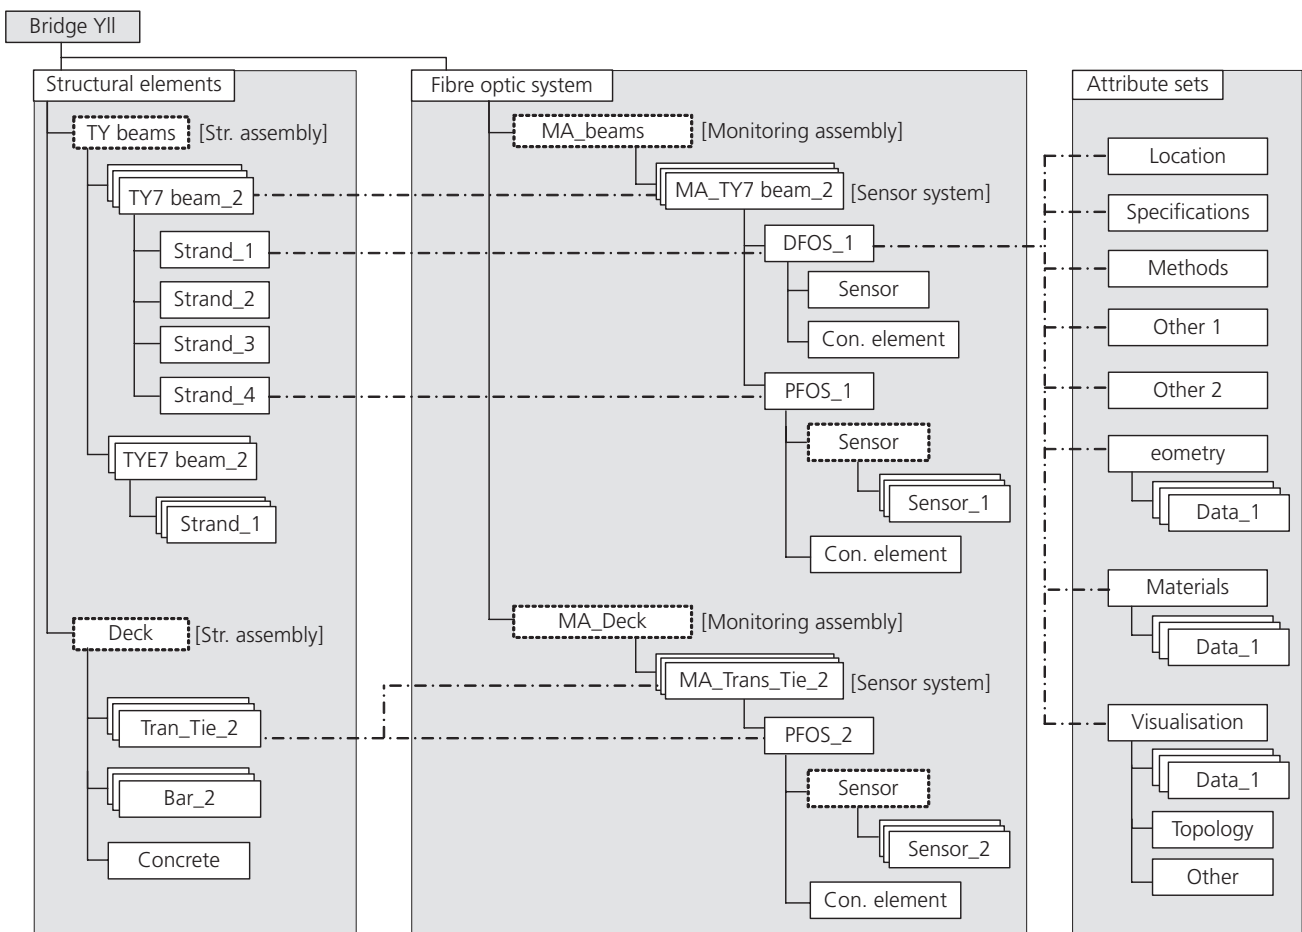 Bridge Yll
Structural elements
TY beams
[Str. assembly]
TY7 beam_2
Strand_1
Strand_2
Strand_3
Strand_4
TYE7 beam_2
Strand_1
Deck
[Str. assembly]
Tran_Tie_2
Bar_2
Concrete
Fibre optic system
MA_beams
[Monitoring assembly]
MA_TY7 beam_2
[Sensor system]
DFOS_1
Sensor
Con. element
PFOS_1
Sensor
Sensor_1
Con. element
MA_Deck
[Monitoring assembly]
MA_Trans_Tie_2
[Sensor system]
PFOS_2
Sensor
Sensor_2
Con. element
Attribute sets
Location
Specifications
Methods
Other 1
Other 2
eometry
Data_1
Materials
Data_1
Visualisation
Data_1
Topology
Other